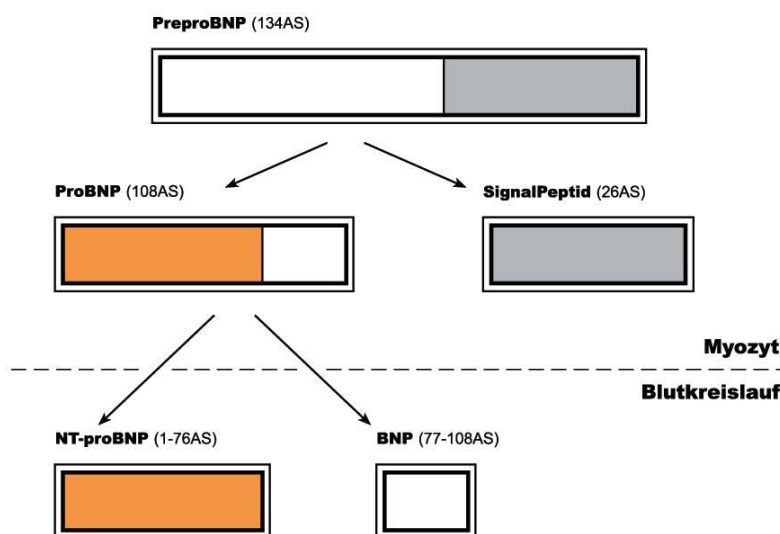 PreproBNP (134AS)
ProBNP (108AS)
SignalPeptid (26AS)
Myozyt
Blutkreislauf
NT-proBNP (1-76AS)
BNP (77-108AS)